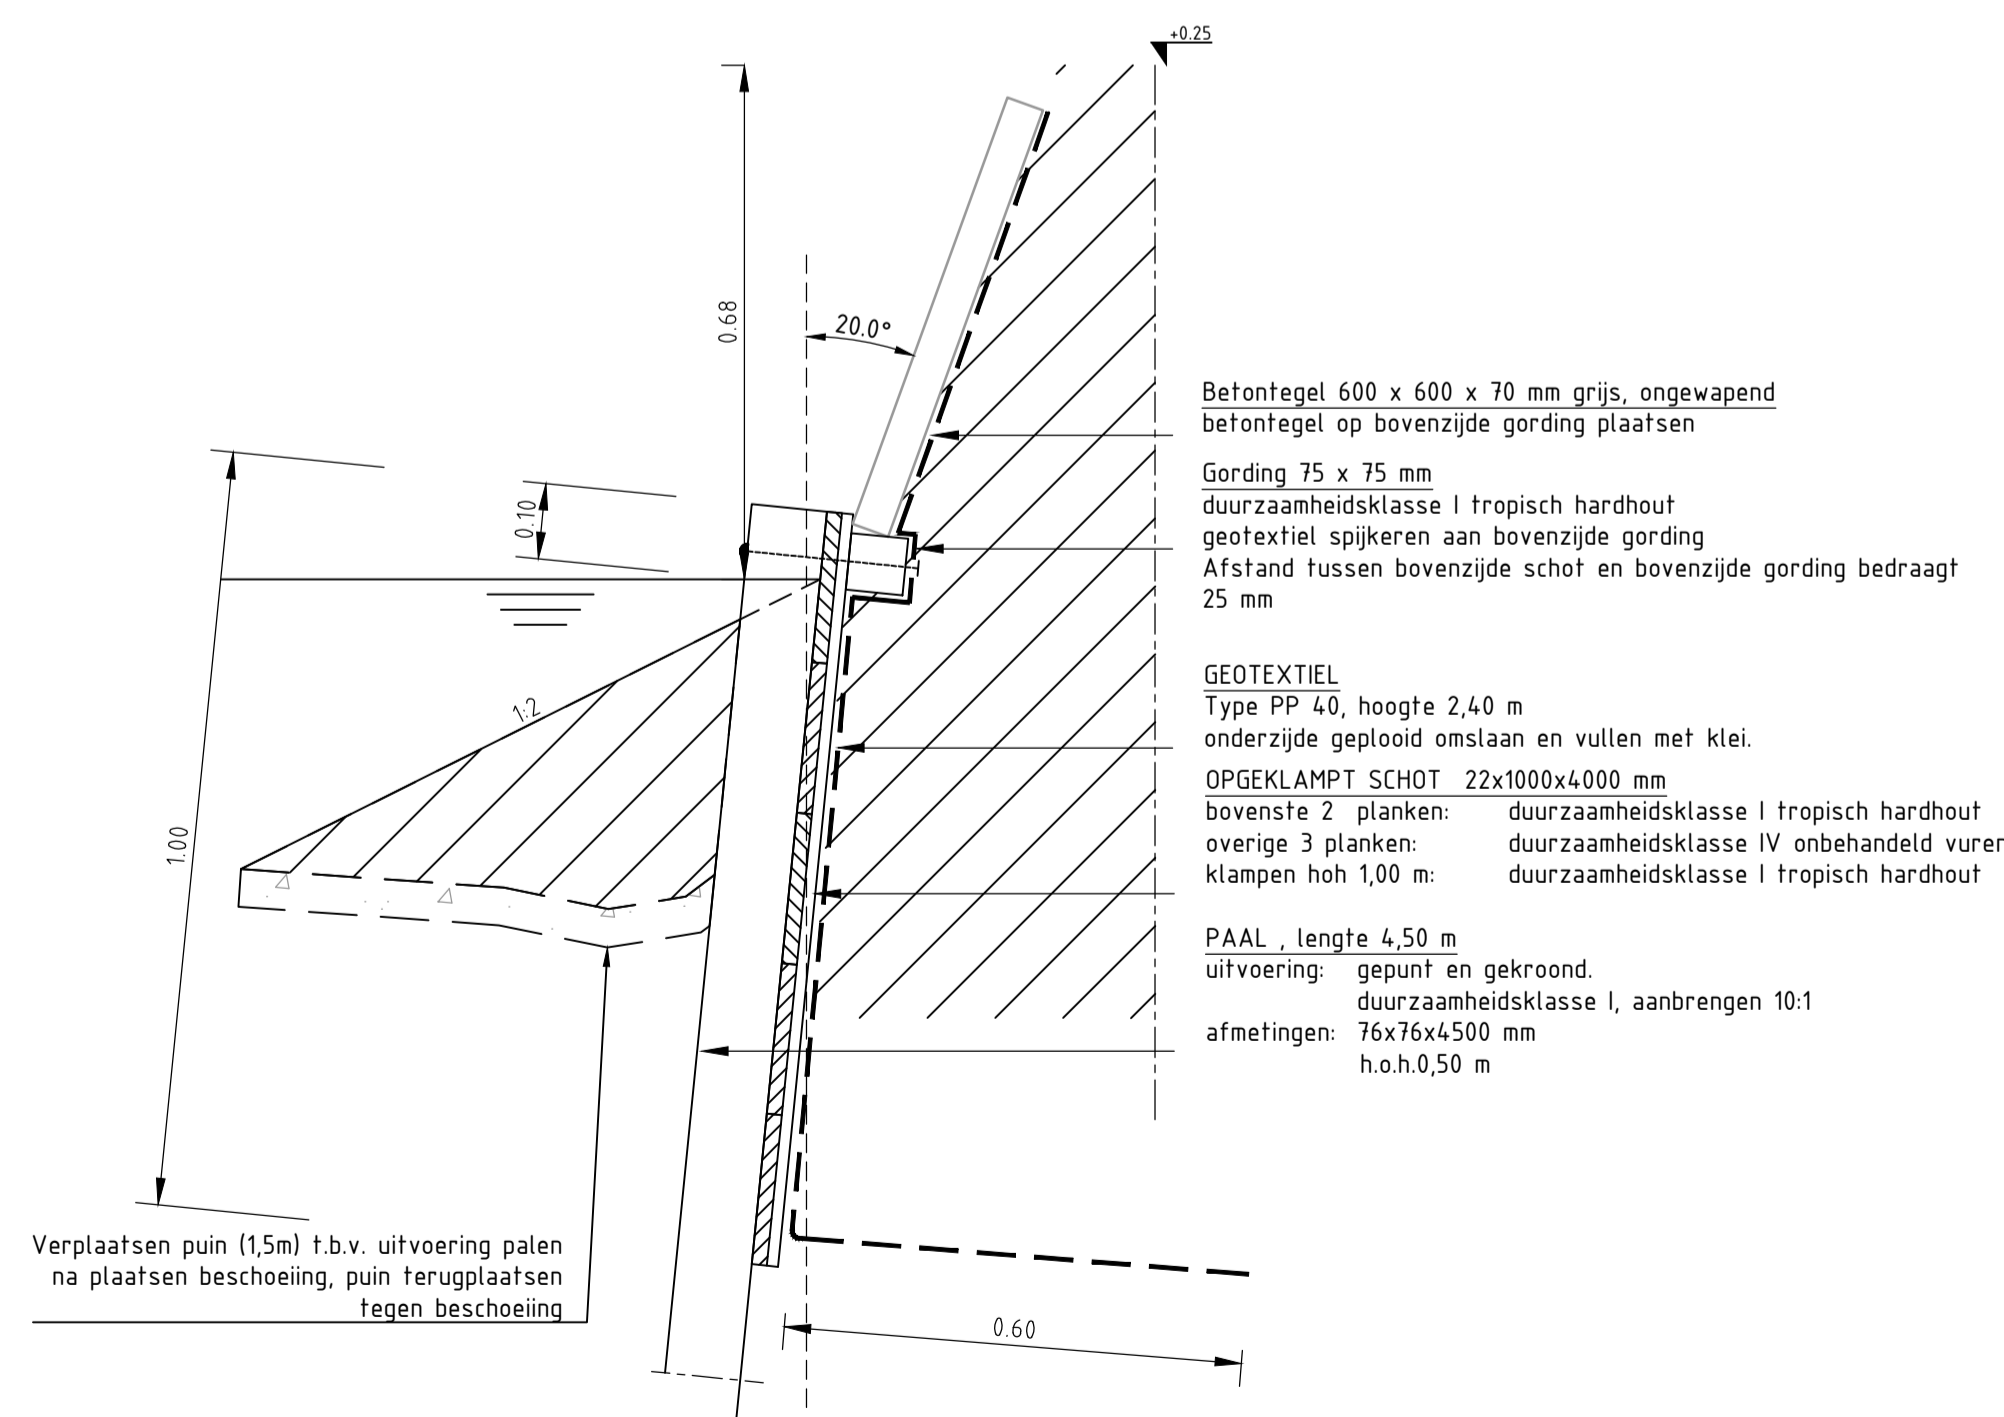 +0.25
0.68
20.0°
0.10
1.00
1:2
Betontegel 600 x 600 x 70 mm grijs, ongewapend
betontegel op bovenzijde gording plaatsen
Gording 75 x 75 mm
duurzaamheidsklasse I tropisch hardhout
geotextiel spijkeren aan bovenzijde gording
Afstand tussen bovenzijde schot en bovenzijde gording bedraagt
25 mm
GEOTEXTIEL
Type PP 40, hoogte 2,40 m
onderzijde geplooid omslaan en vullen met klei.
OPGEKLAMPT SCHOT 22x1000x4000 mm
bovenste 2 planken: duurzaamheidsklasse I tropisch hardhout
overige 3 planken: duurzaamheidsklasse IV onbehandeld vuren
klampen hoh 1,00 m: duurzaamheidsklasse I tropisch hardhout
PAAL , lengte 4,50 m
uitvoering: gepunt en gekroond.
duurzaamheidsklasse I, aanbrengen 10:1
afmetingen: 76x76x4500 mm
h.o.h.0,50 m
Verplaatsen puin (1,5m) t.b.v. uitvoering palen
na plaatsen beschoeiing, puin terugplaatsen
tegen beschoeiing
0.60